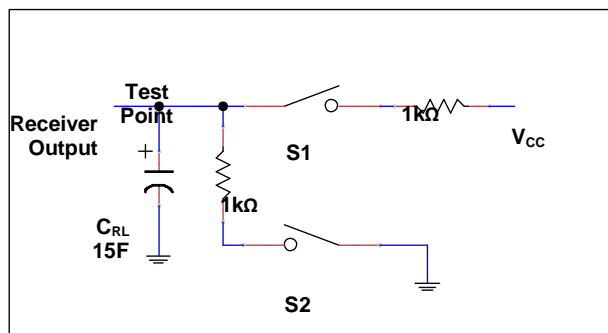 Test
Point
Receiver
Output
1kΩ
S1
V_CC
+
1kΩ
C_RL
15F
S2